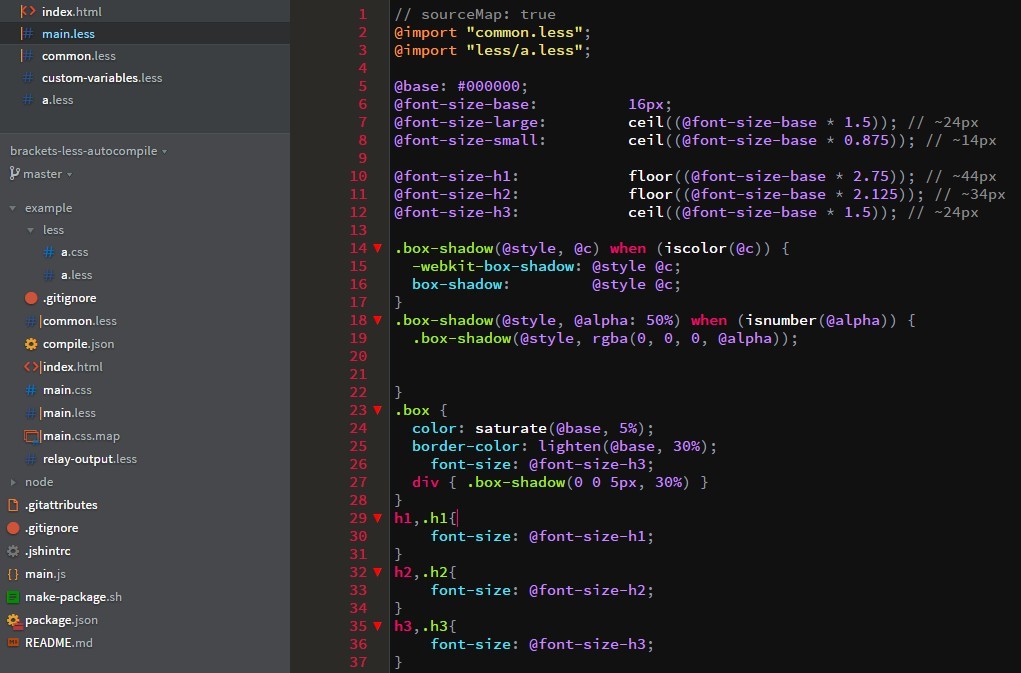 index.html
main.less
common.less
custom-variables.less
a.less
brackets-less-autocompile
master
example
less
a.css
a.less
.gitignore
common.less
compile.json
index.html
main.css
main.less
main.css.map
relay-output.less
node
.gitattributes
.gitignore
.jshintrc
main.js
make-package.sh
package.json
README.md
1 // sourceMap: true
2 @import "common.less";
3 @import "less/a.less";
4
5 @base: #000000;
6 @font-size-base:          16px;
7 @font-size-large:         ceil((@font-size-base * 1.5)); // ~24px
8 @font-size-small:         ceil((@font-size-base * 0.875)); // ~14px
9
10 @font-size-h1:            floor((@font-size-base * 2.75)); // ~44px
11 @font-size-h2:            floor((@font-size-base * 2.125)); // ~34px
12 @font-size-h3:            ceil((@font-size-base * 1.5)); // ~24px
13
14 .box-shadow(@style, @c) when (iscolor(@c)) {
15   -webkit-box-shadow: @style @c;
16   box-shadow:         @style @c;
17 }
18 .box-shadow(@style, @alpha: 50%) when (isnumber(@alpha)) {
19   .box-shadow(@style, rgba(0, 0, 0, @alpha));
20
21
22 }
23 .box {
24   color: saturate(@base, 5%);
25   border-color: lighten(@base, 30%);
26     font-size: @font-size-h3;
27   div { .box-shadow(0 0 5px, 30%) }
28 }
29 h1,.h1{
30     font-size: @font-size-h1;
31 }
32 h2,.h2{
33     font-size: @font-size-h2;
34 }
35 h3,.h3{
36     font-size: @font-size-h3;
37 }